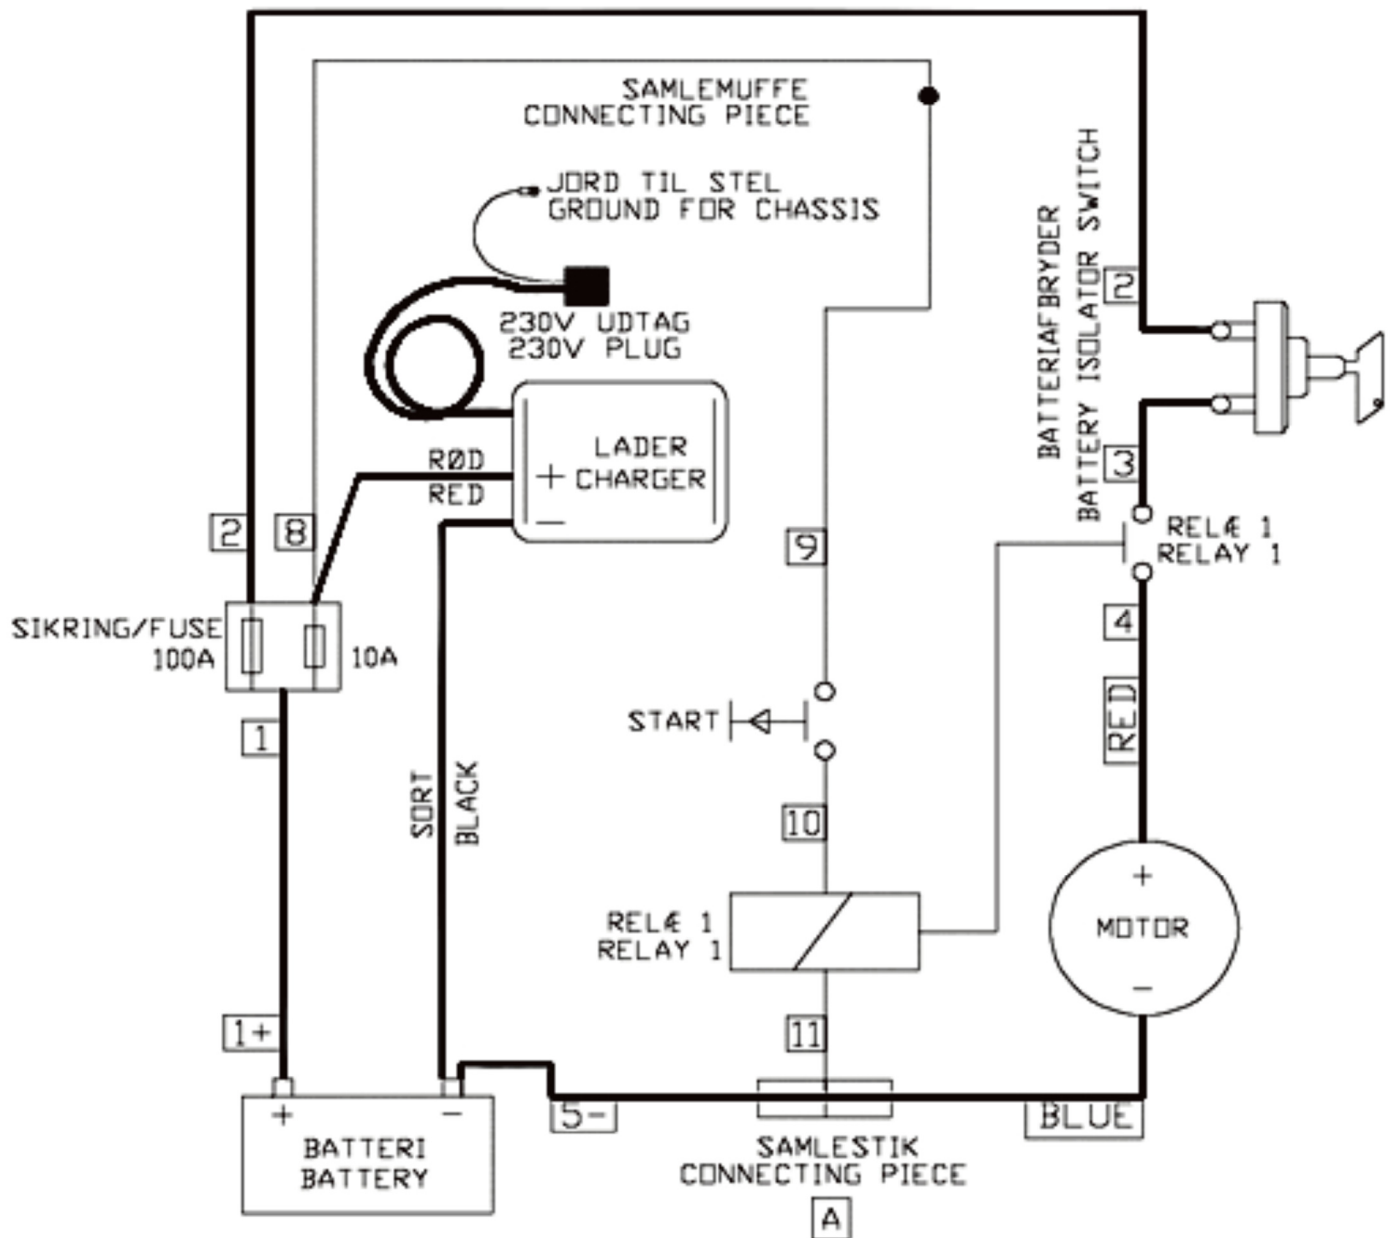 SAMLEMUFFE
CONNECTING PIECE
JORD TIL STEL
GROUND FOR CHASSIS
230V UDTAG
230V PLUG
BATTERIAFBRYDER
BATTERY ISOLATOR SWITCH
2
3
LADER
CHARGER
+
-
RØD
RED
2
8
9
RELÆ 1
RELAY 1
SIKRING/FUSE
100A
10A
4
RED
1
START
SORT
BLACK
10
RELÆ 1
RELAY 1
+
MOTOR
-
1+
11
+
-
BATTERI
BATTERY
5-
BLUE
SAMLESTIK
CONNECTING PIECE
A